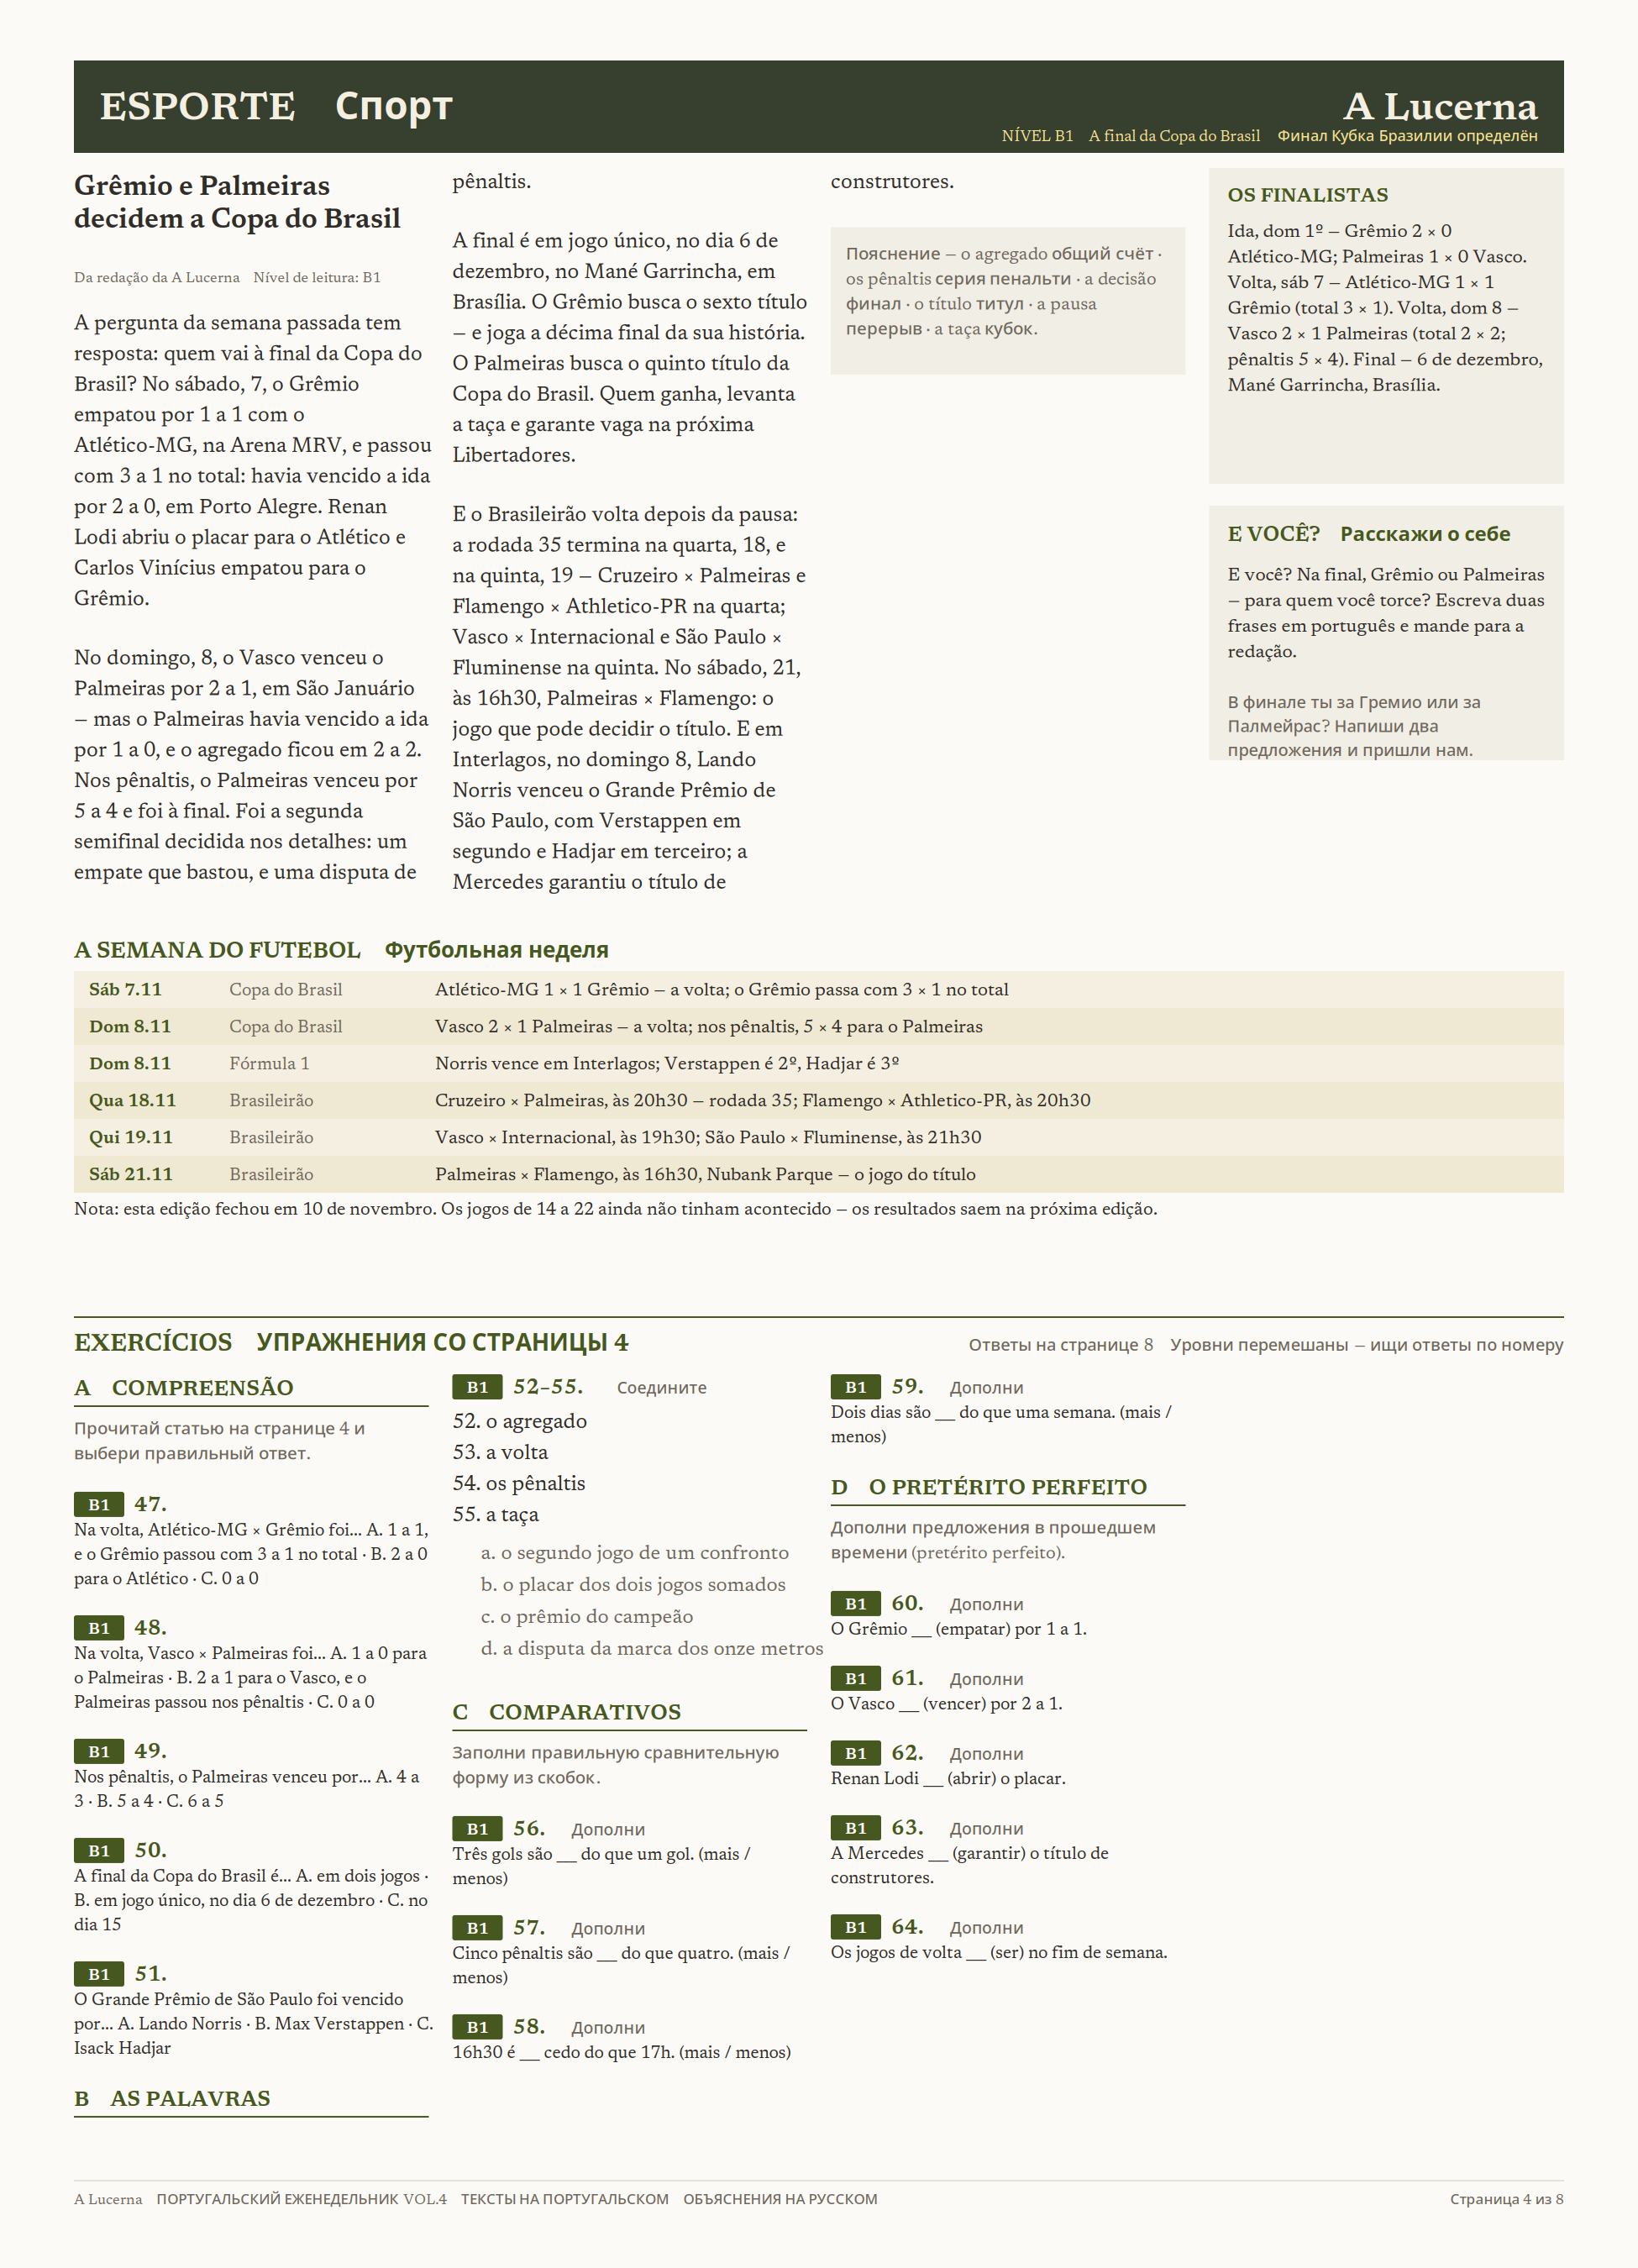 ESPORTE Спорт
A Lucerna
NÍVEL B1 A final da Copa do Brasil Финал Кубка Бразилии определён
Grêmio e Palmeiras
decidem a Copa do Brasil
Da redação da A Lucerna Nível de leitura: B1
A pergunta da semana passada tem
resposta: quem vai à final da Copa do
Brasil? No sábado, 7, o Grêmio
empatou por 1 a 1 com o
Atlético-MG, na Arena MRV, e passou
com 3 a 1 no total: havia vencido a ida
por 2 a 0, em Porto Alegre. Renan
Lodi abriu o placar para o Atlético e
Carlos Vinícius empatou para o
Grêmio.
No domingo, 8, o Vasco venceu o
Palmeiras por 2 a 1, em São Januário
— mas o Palmeiras havia vencido a ida
por 1 a 0, e o agregado ficou em 2 a 2.
Nos pênaltis, o Palmeiras venceu por
5 a 4 e foi à final. Foi a segunda
semifinal decidida nos detalhes: um
empate que bastou, e uma disputa de
pênaltis.
A final é em jogo único, no dia 6 de
dezembro, no Mané Garrincha, em
Brasília. O Grêmio busca o sexto título
— e joga a décima final da sua história.
O Palmeiras busca o quinto título da
Copa do Brasil. Quem ganha, levanta
a taça e garante vaga na próxima
Libertadores.
E o Brasileirão volta depois da pausa:
a rodada 35 termina na quarta, 18, e
na quinta, 19 — Cruzeiro × Palmeiras e
Flamengo × Athletico-PR na quarta;
Vasco × Internacional e São Paulo ×
Fluminense na quinta. No sábado, 21,
às 16h30, Palmeiras × Flamengo: o
jogo que pode decidir o título. E em
Interlagos, no domingo 8, Lando
Norris venceu o Grande Prêmio de
São Paulo, com Verstappen em
segundo e Hadjar em terceiro; a
Mercedes garantiu o título de
construtores.
Пояснение — o agregado общий счёт ·
os pênaltis серия пенальти · a decisão
финал · o título титул · a pausa
перерыв · a taça кубок.
OS FINALISTAS
Ida, dom 1º — Grêmio 2 × 0
Atlético-MG; Palmeiras 1 × 0 Vasco.
Volta, sáb 7 — Atlético-MG 1 × 1
Grêmio (total 3 × 1). Volta, dom 8 —
Vasco 2 × 1 Palmeiras (total 2 × 2;
pênaltis 5 × 4). Final — 6 de dezembro,
Mané Garrincha, Brasília.
E VOCÊ? Расскажи о себе
E você? Na final, Grêmio ou Palmeiras
— para quem você torce? Escreva duas
frases em português e mande para a
redação.
В финале ты за Гремио или за
Палмейрас? Напиши два
предложения и пришли нам.
A SEMANA DO FUTEBOL Футбольная неделя
Sáb 7.11 Copa do Brasil Atlético-MG 1 × 1 Grêmio — a volta; o Grêmio passa com 3 × 1 no total
Dom 8.11 Copa do Brasil Vasco 2 × 1 Palmeiras — a volta; nos pênaltis, 5 × 4 para o Palmeiras
Dom 8.11 Fórmula 1 Norris vence em Interlagos; Verstappen é 2º, Hadjar é 3º
Qua 18.11 Brasileirão Cruzeiro × Palmeiras, às 20h30 — rodada 35; Flamengo × Athletico-PR, às 20h30
Qui 19.11 Brasileirão Vasco × Internacional, às 19h30; São Paulo × Fluminense, às 21h30
Sáb 21.11 Brasileirão Palmeiras × Flamengo, às 16h30, Nubank Parque — o jogo do título
Nota: esta edição fechou em 10 de novembro. Os jogos de 14 a 22 ainda não tinham acontecido — os resultados saem na próxima edição.
EXERCÍCIOS УПРАЖНЕНИЯ СО СТРАНИЦЫ 4
Ответы на странице 8 Уровни перемешаны — ищи ответы по номеру
A COMPREENSÃO
Прочитай статью на странице 4 и
выбери правильный ответ.
B1 47.
Na volta, Atlético-MG × Grêmio foi... A. 1 a 1,
e o Grêmio passou com 3 a 1 no total · B. 2 a 0
para o Atlético · C. 0 a 0
B1 48.
Na volta, Vasco × Palmeiras foi... A. 1 a 0 para
o Palmeiras · B. 2 a 1 para o Vasco, e o
Palmeiras passou nos pênaltis · C. 0 a 0
B1 49.
Nos pênaltis, o Palmeiras venceu por... A. 4 a
3 · B. 5 a 4 · C. 6 a 5
B1 50.
A final da Copa do Brasil é... A. em dois jogos ·
B. em jogo único, no dia 6 de dezembro · C. no
dia 15
B1 51.
O Grande Prêmio de São Paulo foi vencido
por... A. Lando Norris · B. Max Verstappen · C.
Isack Hadjar
B AS PALAVRAS
B1 52–55. Соедините
52. o agregado
53. a volta
54. os pênaltis
55. a taça
a. o segundo jogo de um confronto
b. o placar dos dois jogos somados
c. o prêmio do campeão
d. a disputa da marca dos onze metros
C COMPARATIVOS
Заполни правильную сравнительную
форму из скобок.
B1 56. Дополни
Três gols são __ do que um gol. (mais /
menos)
B1 57. Дополни
Cinco pênaltis são __ do que quatro. (mais /
menos)
B1 58. Дополни
16h30 é __ cedo do que 17h. (mais / menos)
B1 59. Дополни
Dois dias são __ do que uma semana. (mais /
menos)
D O PRETÉRITO PERFEITO
Дополни предложения в прошедшем
времени (pretérito perfeito).
B1 60. Дополни
O Grêmio __ (empatar) por 1 a 1.
B1 61. Дополни
O Vasco __ (vencer) por 2 a 1.
B1 62. Дополни
Renan Lodi __ (abrir) o placar.
B1 63. Дополни
A Mercedes __ (garantir) o título de
construtores.
B1 64. Дополни
Os jogos de volta __ (ser) no fim de semana.
A Lucerna ПОРТУГАЛЬСКИЙ ЕЖЕНЕДЕЛЬНИК VOL.4 ТЕКСТЫ НА ПОРТУГАЛЬСКОМ ОБЪЯСНЕНИЯ НА РУССКОМ
Страница 4 из 8